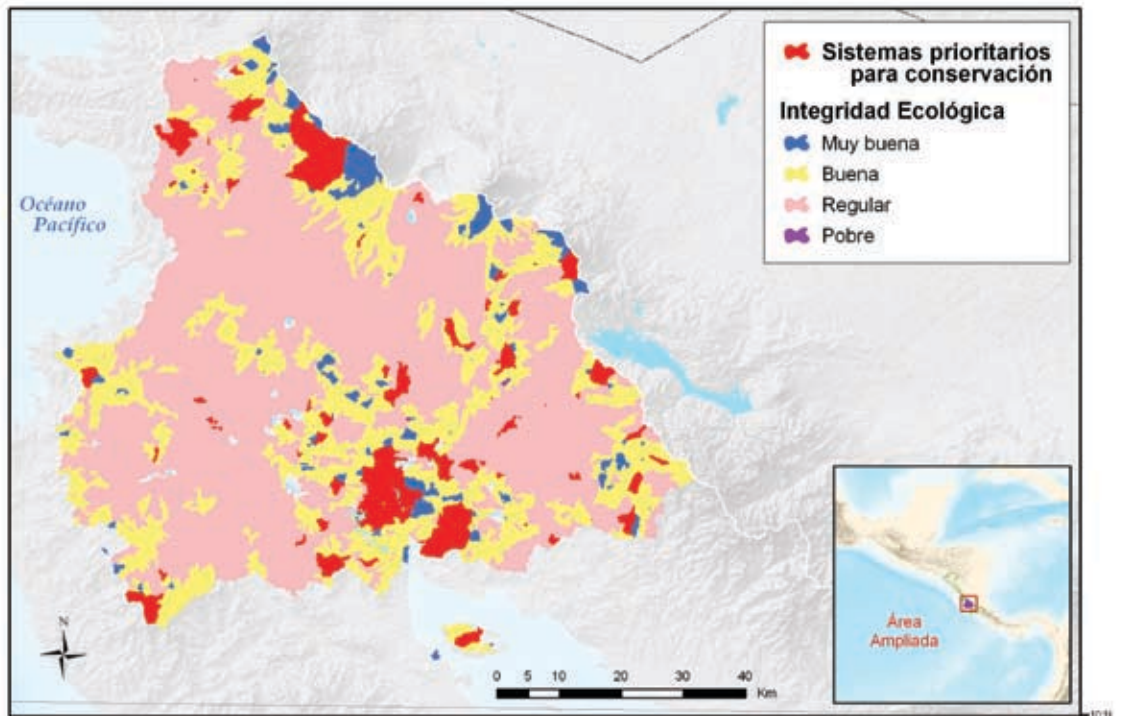 Sistemas prioritarios
para conservación
Integridad Ecológica
Muy buena
Buena
Regular
Pobre
Océano
Pacífico
N
0 5 10 20 30 40
Km
Área
Ampliada